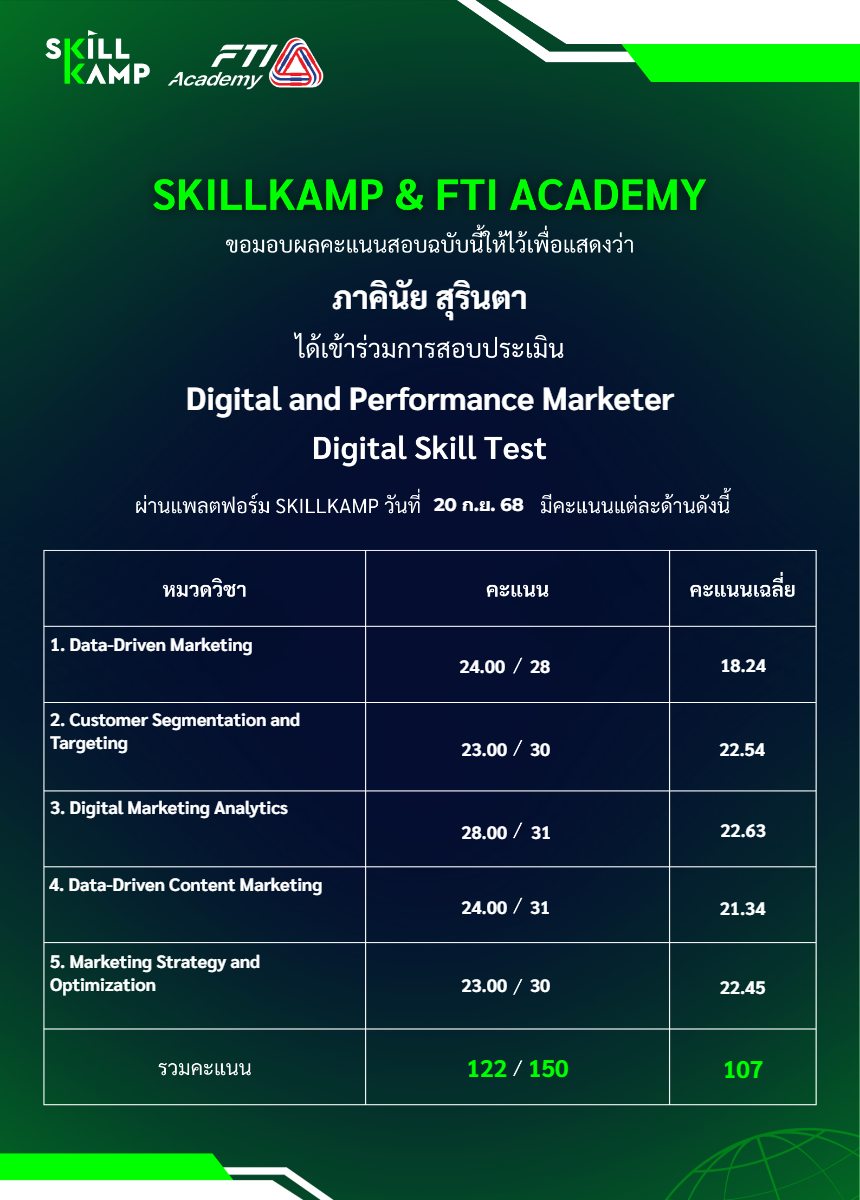 SKILL
KAMP
FTI
Academy
SKILLKAMP & FTI ACADEMY
ขอมอบผลคะแนนสอบฉบับนี้ให้ไว้เพื่อแสดงว่า
ภาคินัย สุรินตา
ได้เข้าร่วมการสอบประเมิน
Digital and Performance Marketer
Digital Skill Test
ผ่านแพลตฟอร์ม SKILLKAMP วันที่ 20 ก.ย. 68 มีคะแนนแต่ละด้านดังนี้
หมวดวิชา คะแนน คะแนนเฉลี่ย
1. Data-Driven Marketing
24.00 / 28 18.24
2. Customer Segmentation and
Targeting
23.00 / 30 22.54
3. Digital Marketing Analytics
28.00 / 31 22.63
4. Data-Driven Content Marketing
24.00 / 31 21.34
5. Marketing Strategy and
Optimization
23.00 / 30 22.45
รวมคะแนน 122 / 150 107